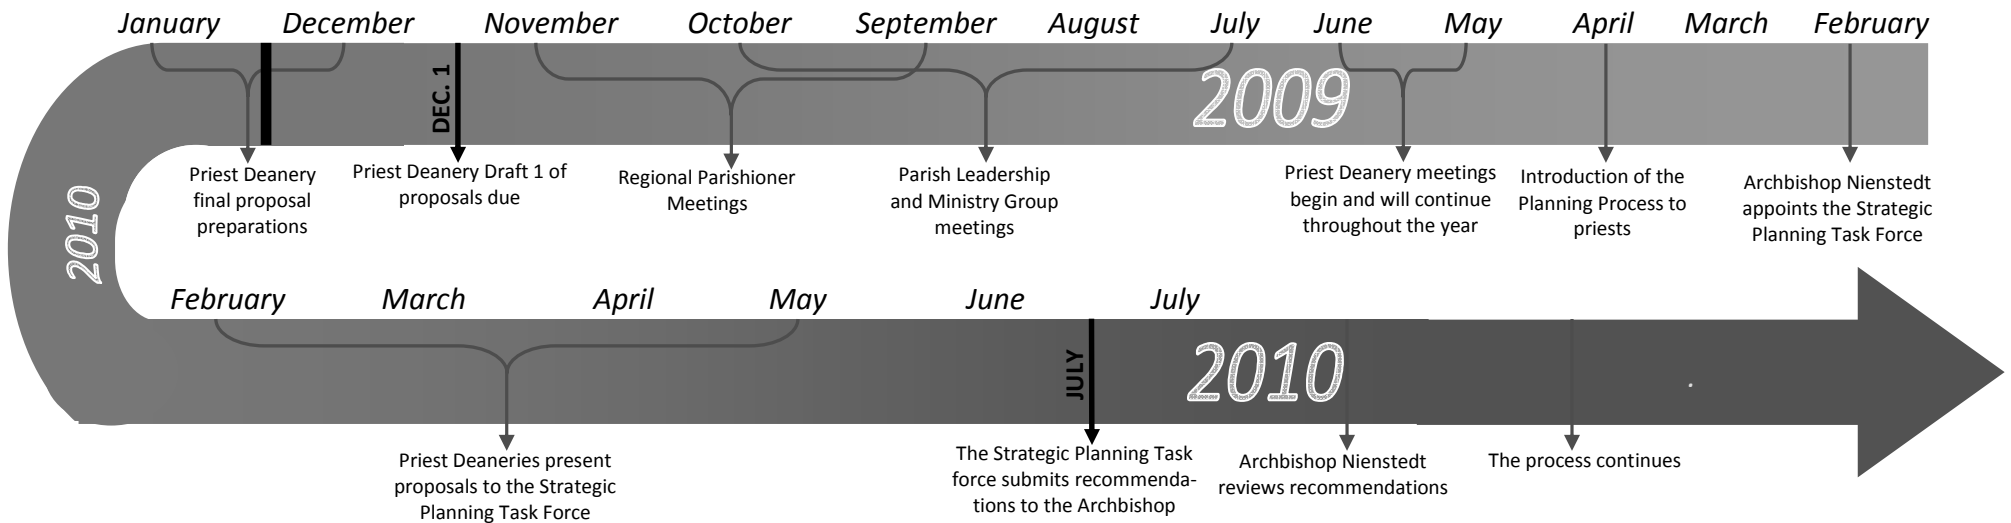 January December November October September August July June May April March February
DEC. 1
2009
Priest Deanery
final proposal
preparations
Priest Deanery Draft 1 of
proposals due
Regional Parishioner
Meetings
Parish Leadership
and Ministry Group
meetings
Priest Deanery meetings
begin and will continue
throughout the year
Introduction of the
Planning Process to
priests
Archbishop Nienstedt
appoints the Strategic
Planning Task Force
2010
February March April May June July
JULY
2010
Priest Deaneries present
proposals to the Strategic
Planning Task Force
The Strategic Planning Task
force submits recommenda-
tions to the Archbishop
Archbishop Nienstedt
reviews recommendations
The process continues